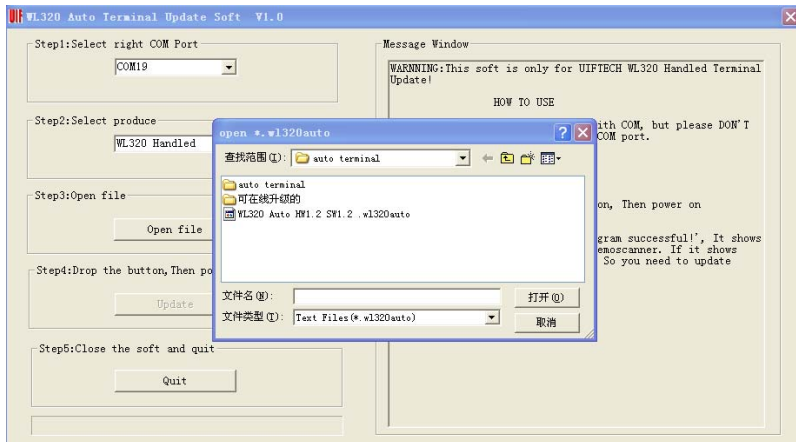 UIF WL320 Auto Terminal Update Soft V1.0
Step1:Select right COM Port
COM19
Step2:Select produce
WL320 Handled
Step3:Open file
Open file
Step4:Drop the button,Then po
Update
Step5:Close the soft and quit
Quit
Message Window
WARNNING:This soft is only for UIFTECH WL320 Handled Terminal
Update!
HOW TO USE
ith COM, but please DON'T
COM port.
on, Then power on
gram successful!', It shows
emoscanner. If it shows
So you need to update
open *.wl320auto
查找范围(I):
auto terminal
auto terminal
可在线升级的
WL320 Auto HW1.2 SW1.2 .wl320auto
文件名(N):
打开(O)
文件类型(T):
Text Files(*.wl320auto)
取消